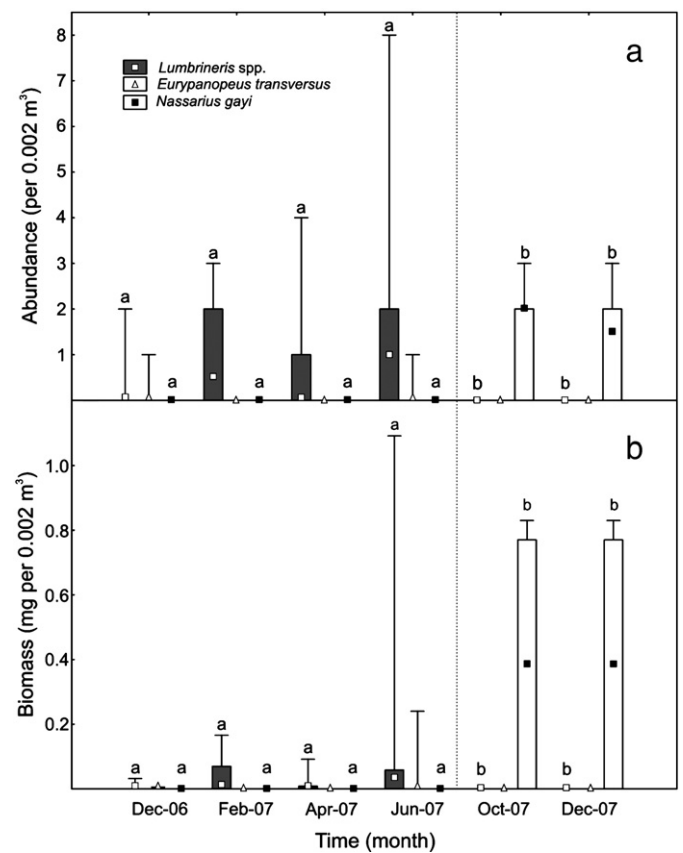 a
Abundance (per 0.002 m³)
8
7
6
5
4
3
2
1
Lumbrineris spp.
Eurypanopeus transversus
Nassarius gayi
a a a a a a a a b b b b
b
Biomass (mg per 0.002 m³)
1.0
0.8
0.6
0.4
0.2
a a a a a a a a b b b b
Dec-06 Feb-07 Apr-07 Jun-07 Oct-07 Dec-07
Time (month)